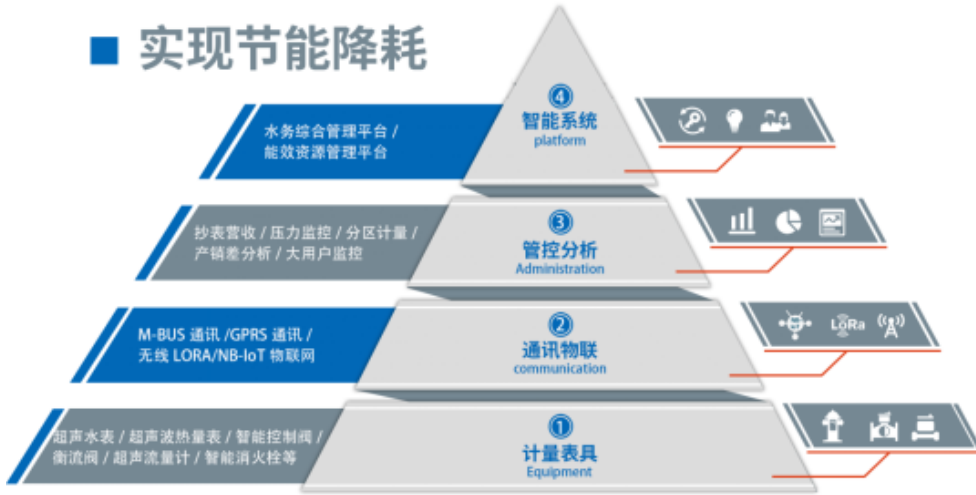 实现节能降耗
水务综合管理平台 /
能效资源管理平台
④
智能系统
platform
抄表营收 / 压力监控 / 分区计量 /
产销差分析 / 大用户监控
③
管控分析
Administration
M-BUS 通讯 /GPRS 通讯 /
无线 LORA/NB-IoT 物联网
②
通讯物联
communication
LoRa
超声水表 / 超声波热量表 / 智能控制阀 /
衡流阀 / 超声流量计 / 智能消火栓等
①
计量表具
Equipment